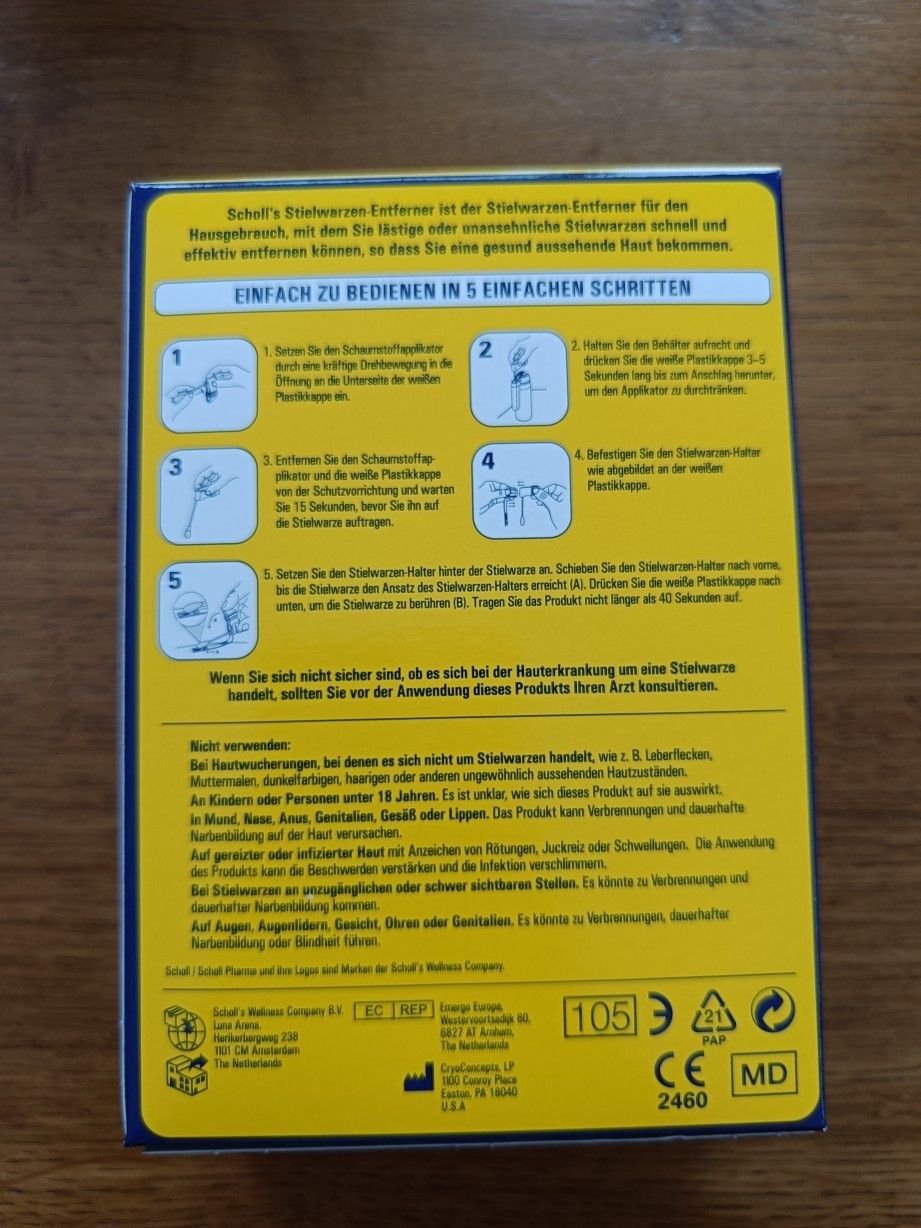 Scholl's Stielwarzen-Entferner ist der Stielwarzen-Entferner für den
Hausgebrauch, mit dem Sie lästige oder unansehnliche Stielwarzen schnell und
effektiv entfernen können, so dass Sie eine gesund aussehende Haut bekommen.
EINFACH ZU BEDIENEN IN 5 EINFACHEN SCHRITTEN
1
1. Setzen Sie den Schaumstoffapplikator
durch eine kräftige Drehbewegung in die
Öffnung an die Unterseite der weißen
Plastikkappe ein.
2
2. Halten Sie den Behälter aufrecht und
drücken Sie die weiße Plastikkappe 3–5
Sekunden lang bis zum Anschlag herunter,
um den Applikator zu durchtränken.
3
3. Entfernen Sie den Schaumstoffap-
plikator und die weiße Plastikkappe
von der Schutzvorrichtung und warten
Sie 15 Sekunden, bevor Sie ihn auf
die Stielwarze auftragen.
4
4. Befestigen Sie den Stielwarzen-Halter
wie abgebildet an der weißen
Plastikkappe.
5
5. Setzen Sie den Stielwarzen-Halter hinter der Stielwarze an. Schieben Sie den Stielwarzen-Halter nach vorne,
bis die Stielwarze den Ansatz des Stielwarzen-Halters erreicht (A). Drücken Sie die weiße Plastikkappe nach
unten, um die Stielwarze zu berühren (B). Tragen Sie das Produkt nicht länger als 40 Sekunden auf.
Wenn Sie sich nicht sicher sind, ob es sich bei der Hauterkrankung um eine Stielwarze
handelt, sollten Sie vor der Anwendung dieses Produkts Ihren Arzt konsultieren.
Nicht verwenden:
Bei Hautwucherungen, bei denen es sich nicht um Stielwarzen handelt, wie z. B. Leberflecken,
Muttermalen, dunkelfarbigen, haarigen oder anderen ungewöhnlich aussehenden Hautzuständen.
An Kindern oder Personen unter 18 Jahren. Es ist unklar, wie sich dieses Produkt auf sie auswirkt.
In Mund, Nase, Anus, Genitalien, Gesäß oder Lippen. Das Produkt kann Verbrennungen und dauerhafte
Narbenbildung auf der Haut verursachen.
Auf gereizter oder infizierter Haut mit Anzeichen von Rötungen, Juckreiz oder Schwellungen. Die Anwendung
des Produkts kann die Beschwerden verstärken und die Infektion verschlimmern.
Bei Stielwarzen an unzugänglichen oder schwer sichtbaren Stellen. Es könnte zu Verbrennungen und
dauerhafter Narbenbildung kommen.
Auf Augen, Augenlidern, Gesicht, Ohren oder Genitalien. Es könnte zu Verbrennungen, dauerhafter
Narbenbildung oder Blindheit führen.
Scholl / Scholl Pharma und ihre Logos sind Marken der Scholl's Wellness Company.
Scholl's Wellness Company B.V.
Luna Arena,
Herikerbergweg 238
1101 CM Amsterdam
The Netherlands
EC REP
Emergo Europe,
Westervoortsedijk 60,
6827 AT Arnhem,
The Netherlands
CryoConcepts, LP
1100 Conroy Place
Easton, PA 18040
U.S.A
105
21
PAP
CE
2460
MD